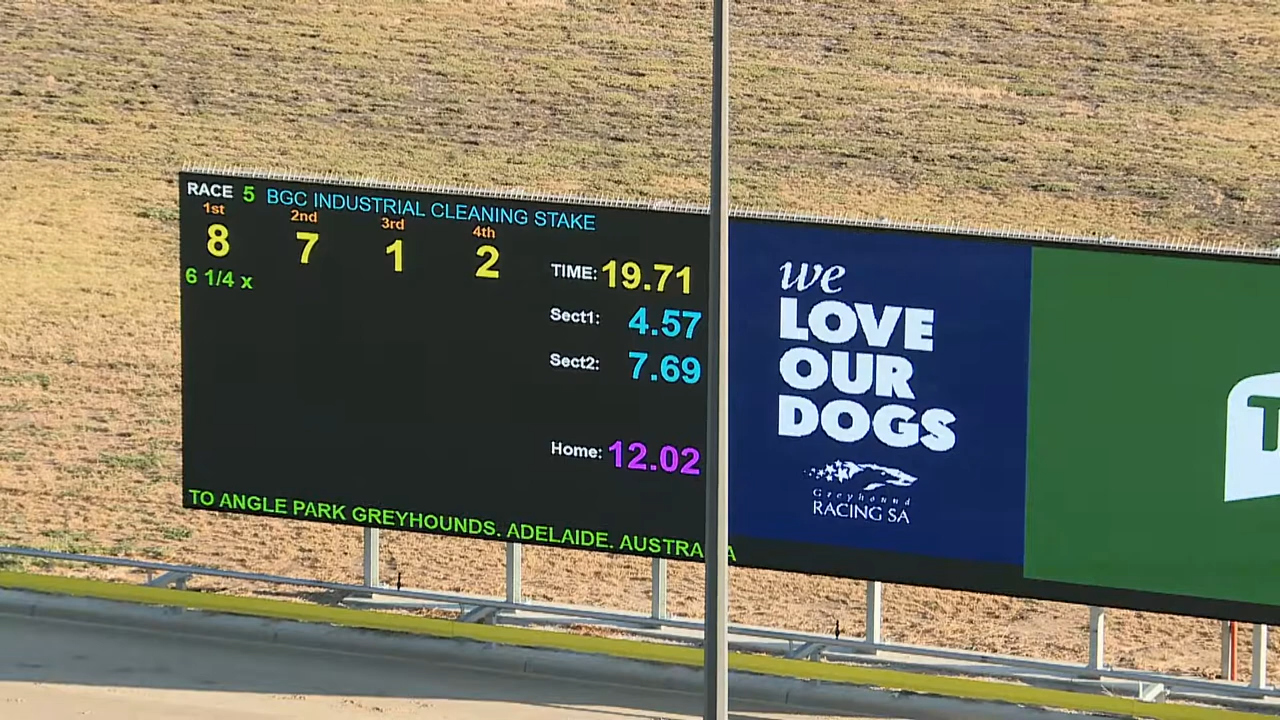 RACE 5 BGC INDUSTRIAL CLEANING STAKE
1st 2nd 3rd 4th
8 7 1 2
6 1/4 x
TIME: 19.71
Sect1: 4.57
Sect2: 7.69
Home: 12.02
TO ANGLE PARK GREYHOUNDS. ADELAIDE. AUSTRA A
we
LOVE
OUR
DOGS
Greyhound
RACING SA